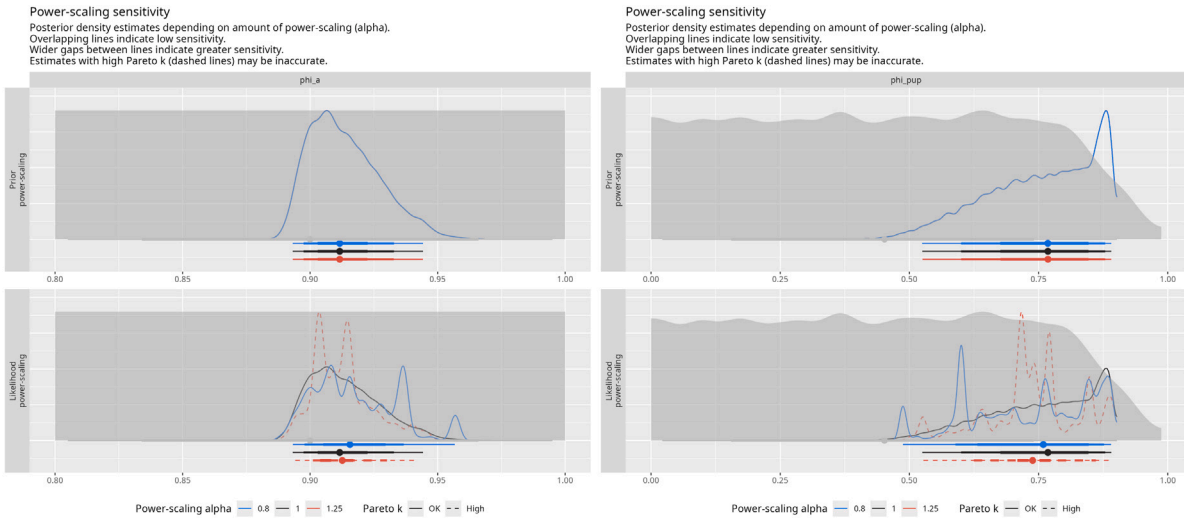 Power-scaling sensitivity
Posterior density estimates depending on amount of power-scaling (alpha).
Overlapping lines indicate low sensitivity.
Wider gaps between lines indicate greater sensitivity.
Estimates with high Pareto k (dashed lines) may be inaccurate.
phi_a
Prior
power-scaling
0.80
0.85
0.90
0.95
1.00
Likelihood
power-scaling
0.80
0.85
0.90
0.95
1.00
Power-scaling alpha 0.8 1 1.25 Pareto k OK High
Power-scaling sensitivity
Posterior density estimates depending on amount of power-scaling (alpha).
Overlapping lines indicate low sensitivity.
Wider gaps between lines indicate greater sensitivity.
Estimates with high Pareto k (dashed lines) may be inaccurate.
phi_pup
Prior
power-scaling
0.00
0.25
0.50
0.75
1.00
Likelihood
power-scaling
0.00
0.25
0.50
0.75
1.00
Power-scaling alpha 0.8 1 1.25 Pareto k OK High